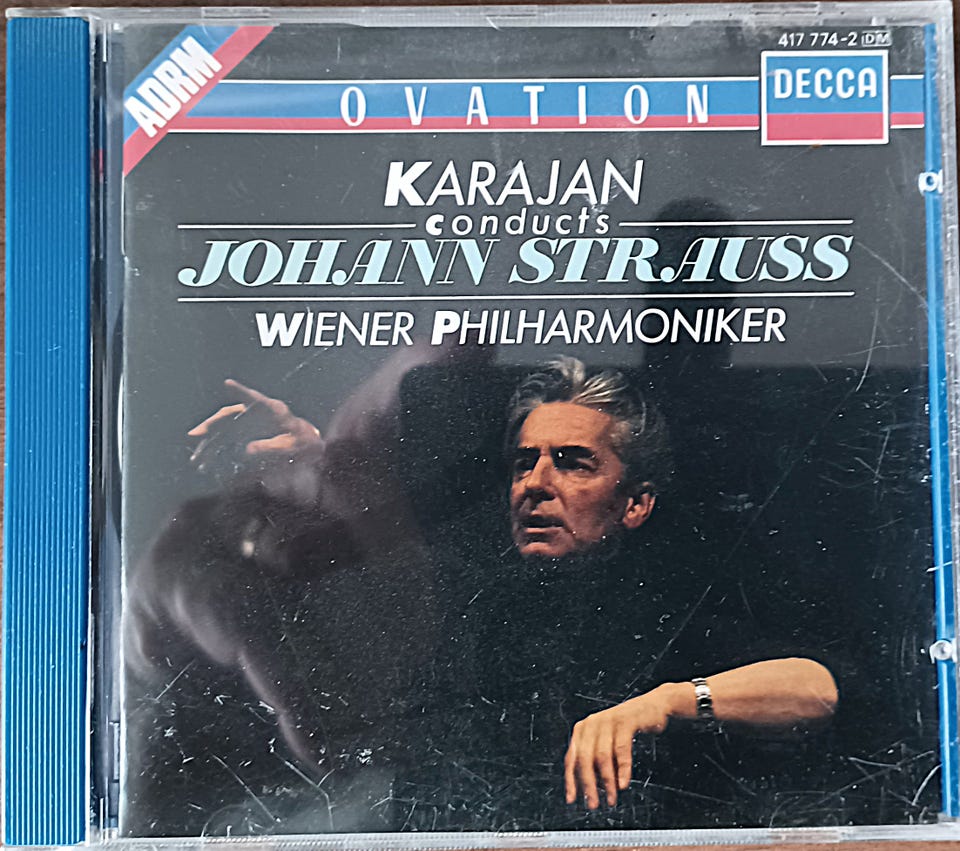 417 774-2 DM
ADRM
OVATION
DECCA
KARAJAN
conducts
JOHANN STRAUSS
WIENER PHILHARMONIKER